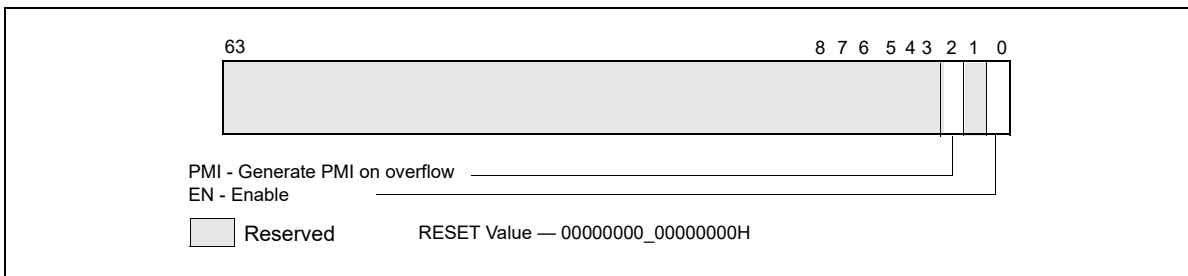 63 8 7 6 5 4 3 2 1 0
PMI - Generate PMI on overflow
EN - Enable
Reserved RESET Value — 00000000_00000000H